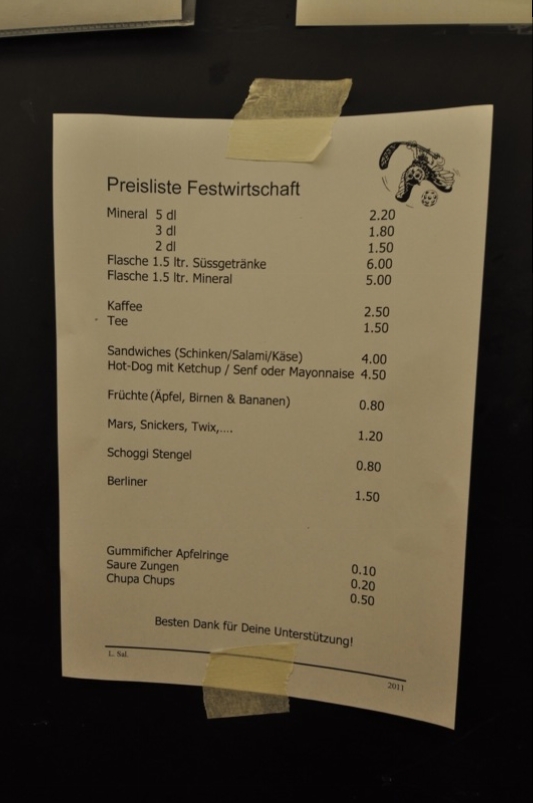 Preisliste Festwirtschaft
Mineral 5 dl 2.20
3 dl 1.80
2 dl 1.50
Flasche 1.5 ltr. Süssgetränke 6.00
Flasche 1.5 ltr. Mineral 5.00
Kaffee 2.50
Tee 1.50
Sandwiches (Schinken/Salami/Käse) 4.00
Hot-Dog mit Ketchup / Senf oder Mayonnaise 4.50
Früchte (Äpfel, Birnen & Bananen) 0.80
Mars, Snickers, Twix,.... 1.20
Schoggi Stengel 0.80
Berliner 1.50
Gummificher Apfelringe 0.10
Saure Zungen 0.20
Chupa Chups 0.50
Besten Dank für Deine Unterstützung!
2011